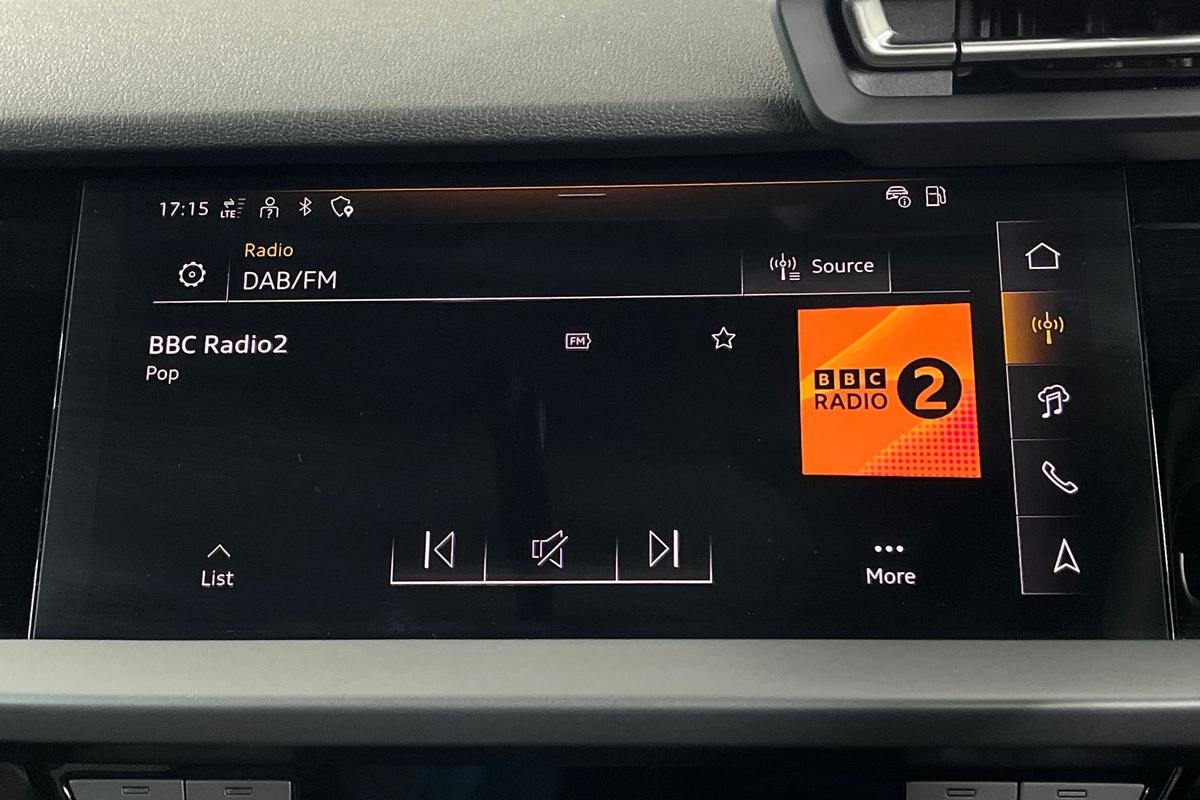 17:15 LTE
Radio
DAB/FM
Source
BBC Radio2
FM
Pop
BBC
RADIO 2
List
More